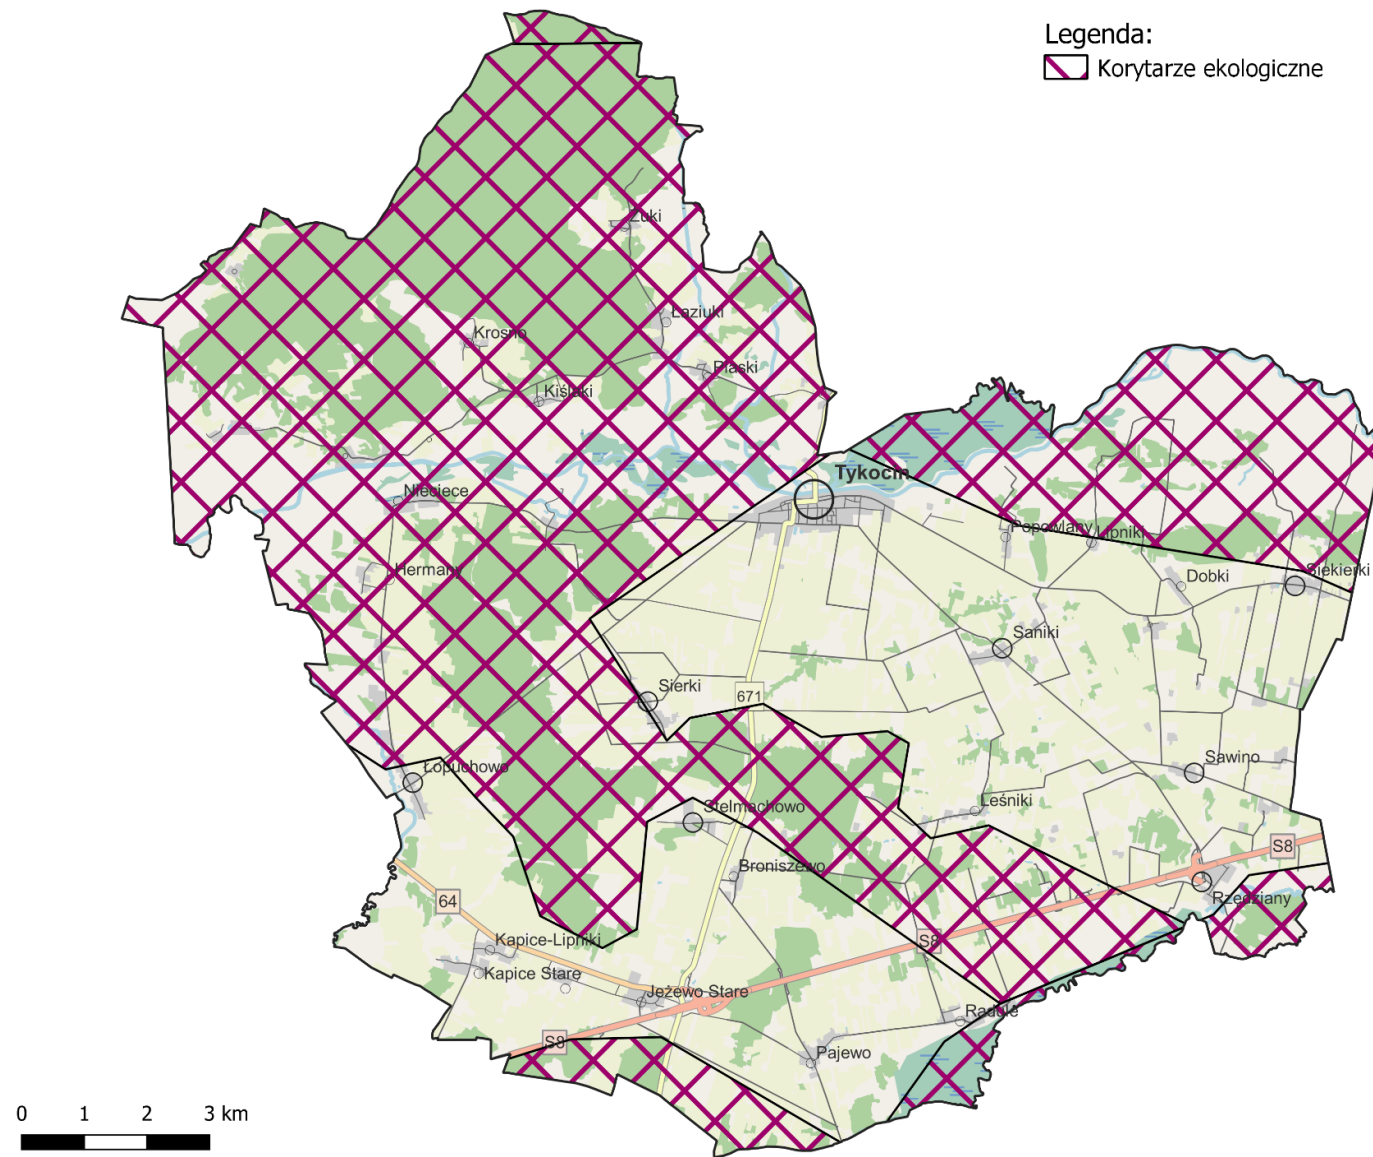 Legenda:
Korytarze ekologiczne
Żuki
Łaziuki
Krosno
Piaski
Kiślaki
Tykocin
Nieciece
Popowlany
Lipniki
Hermany
Dobki
Siekierki
Saniki
Sierki
671
Sawino
Łopuchowo
Stelmachowo
Leśniki
S8
Broniszewo
Rzędziany
64
Kapice-Lipniki
S8
Kapice Stare
Jeżewo Stare
Radule
S8
Pajewo
0 1 2 3 km